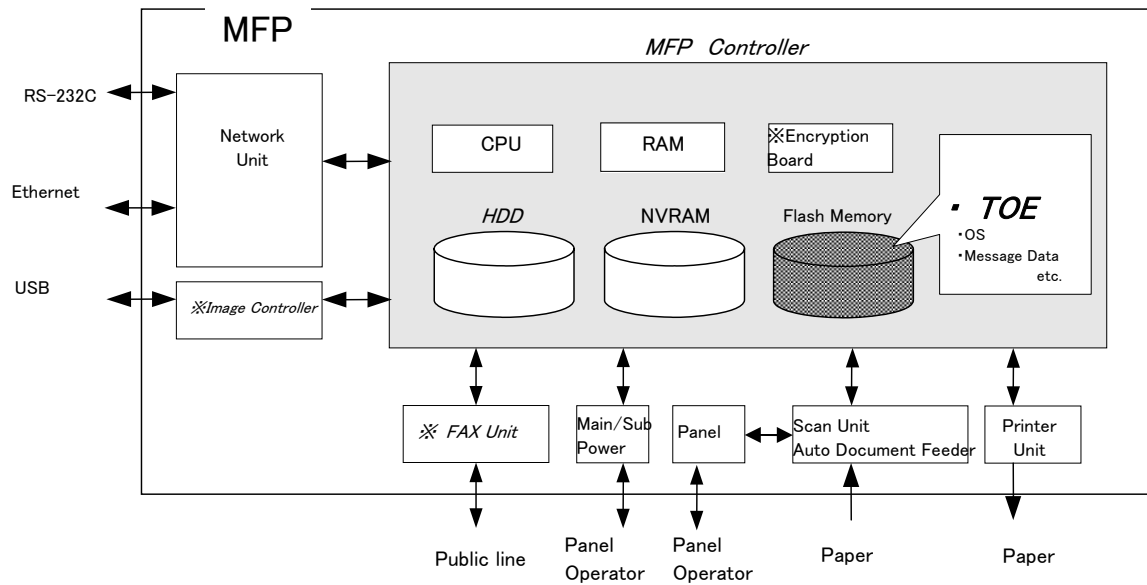 MFP
MFP Controller
RS-232C
Ethernet
USB
Network
Unit
※Image Controller
CPU
RAM
※Encryption
Board
HDD
NVRAM
Flash Memory
・ TOE
・OS
・Message Data
etc.
※ FAX Unit
Main/Sub
Power
Panel
Scan Unit
Auto Document Feeder
Printer
Unit
Public line
Panel
Operator
Panel
Operator
Paper
Paper